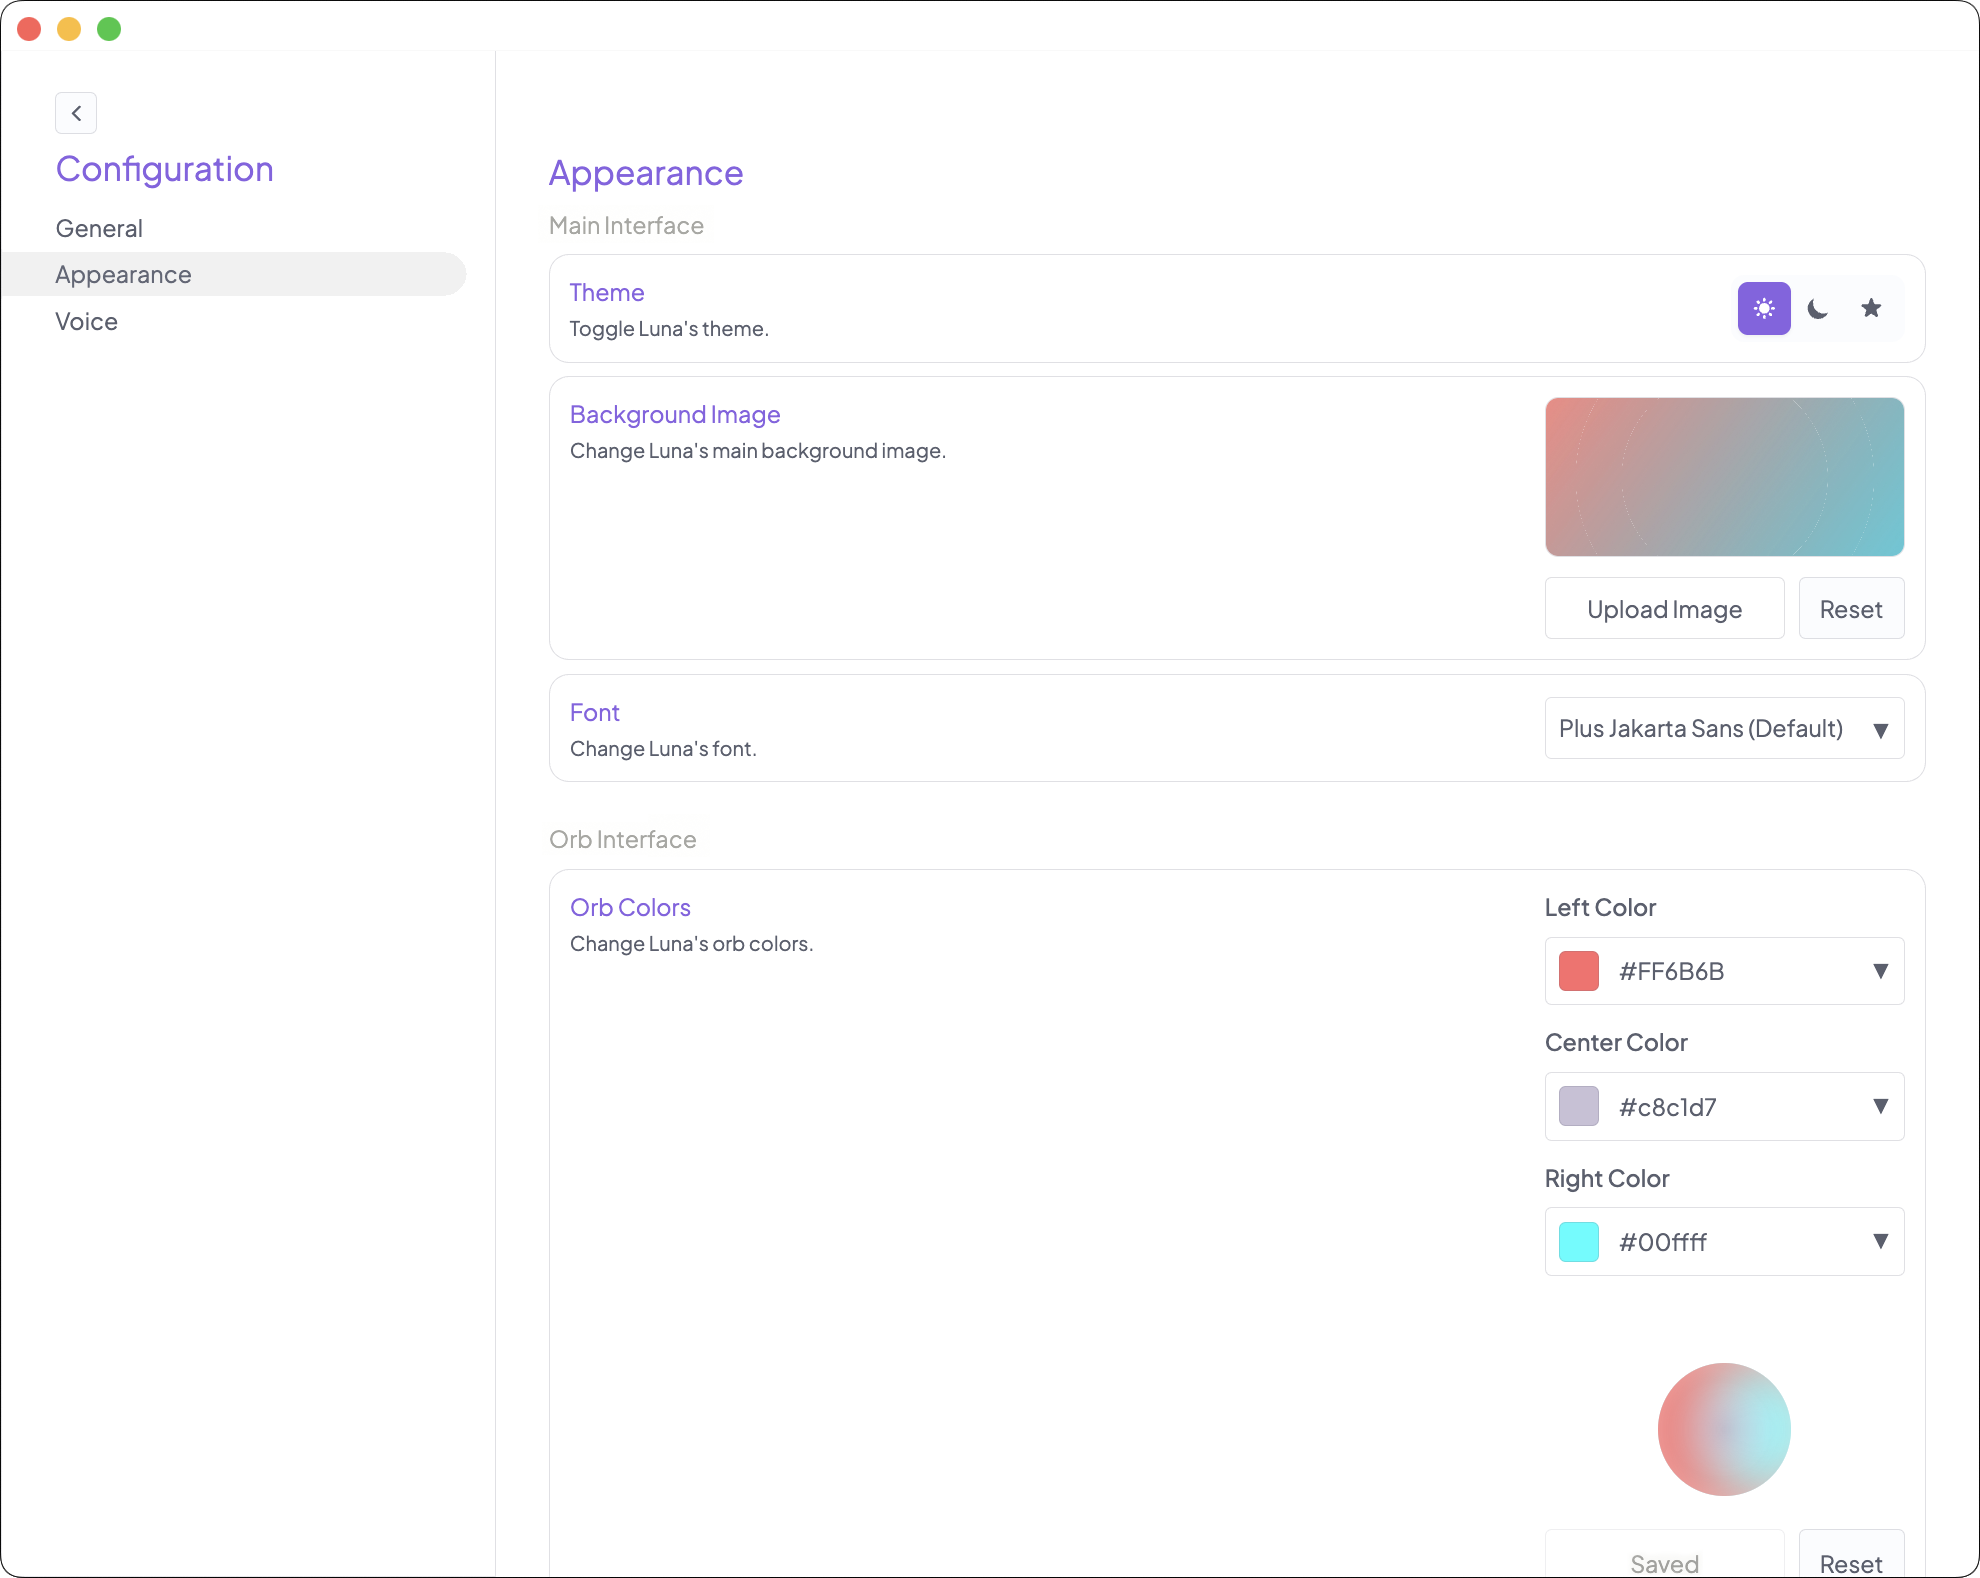 Configuration
General
Appearance
Voice
Appearance
Main Interface
Theme
Toggle Luna's theme.
Background Image
Change Luna's main background image.
Upload Image
Reset
Font
Change Luna's font.
Plus Jakarta Sans (Default)
Orb Interface
Orb Colors
Change Luna's orb colors.
Left Color
#FF6B6B
Center Color
#c8c1d7
Right Color
#00ffff
Saved
Reset